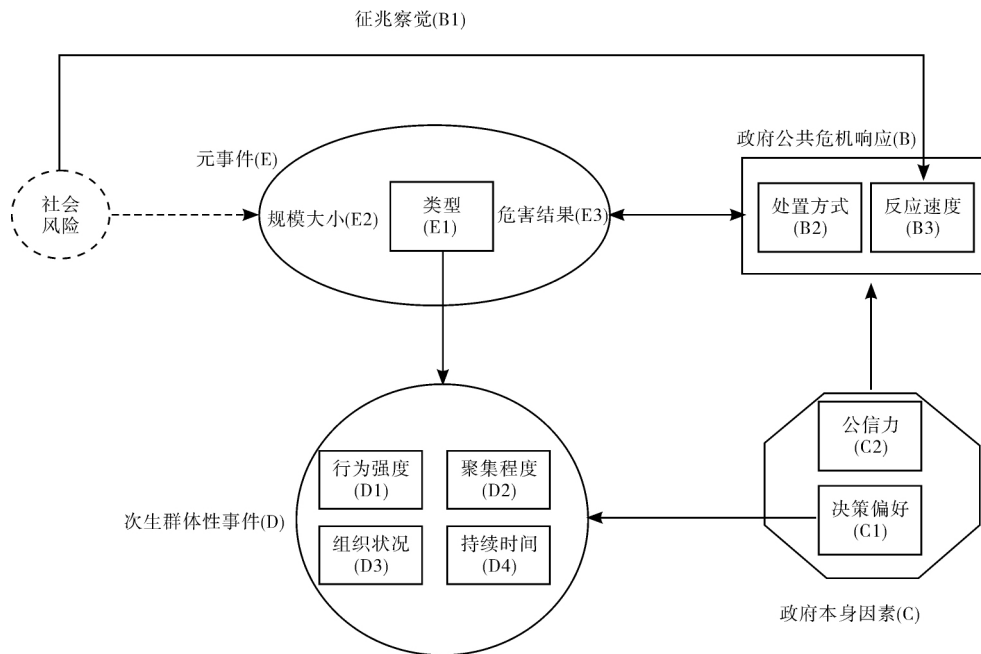 征兆察觉(B1)
政府公共危机响应(B)
元事件(E)
社会
风险
规模大小(E2)
类型
(E1)
危害结果(E3)
处置方式
(B2)
反应速度
(B3)
公信力
(C2)
行为强度
(D1)
聚集程度
(D2)
次生群体性事件(D)
决策偏好
(C1)
组织状况
(D3)
持续时间
(D4)
政府本身因素(C)